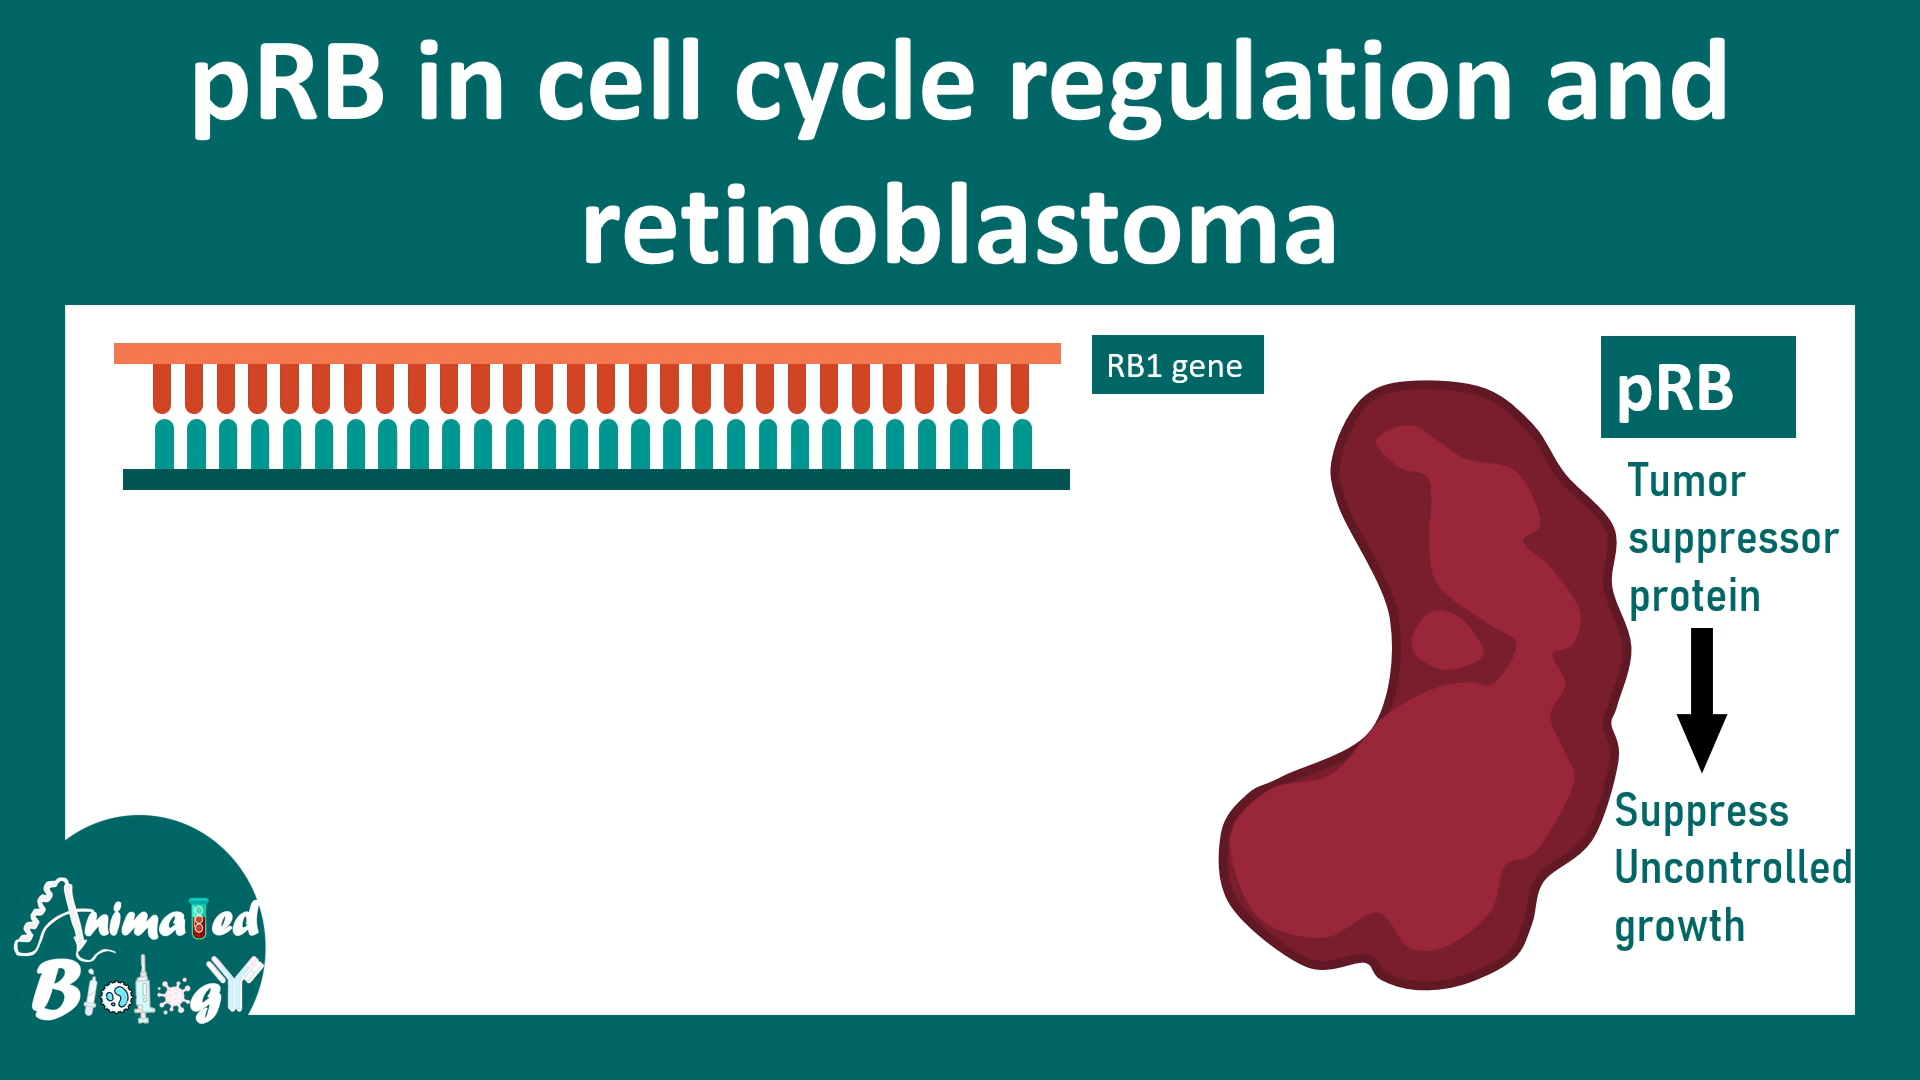 pRB in cell cycle regulation and
retinoblastoma
RB1 gene
pRB
Tumor
suppressor
protein
Suppress
Uncontrolled
growth
Animated
Biology